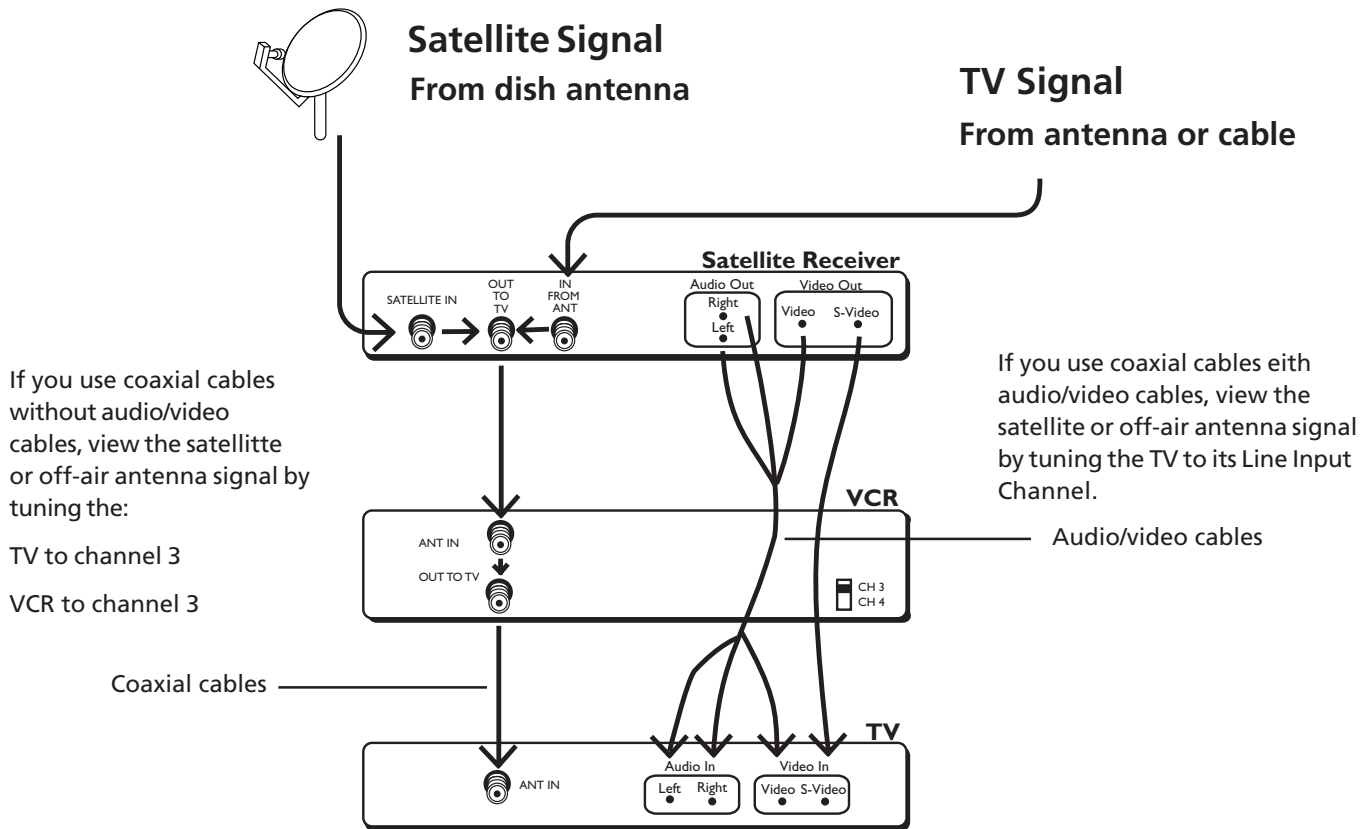 Satellite Signal
From dish antenna
TV Signal
From antenna or cable
Satellite Receiver
SATELLITE IN
OUT
TO
TV
IN
FROM
ANT
Audio Out
Right
Left
Video Out
Video
S-Video
If you use coaxial cables
without audio/video
cables, view the satellitte
or off-air antenna signal by
tuning the:
TV to channel 3
VCR to channel 3
If you use coaxial cables eith
audio/video cables, view the
satellite or off-air antenna signal
by tuning the TV to its Line Input
Channel.
VCR
ANT IN
OUT TO TV
CH 3
CH 4
Audio/video cables
Coaxial cables
TV
ANT IN
Audio In
Left Right
Video In
Video S-Video